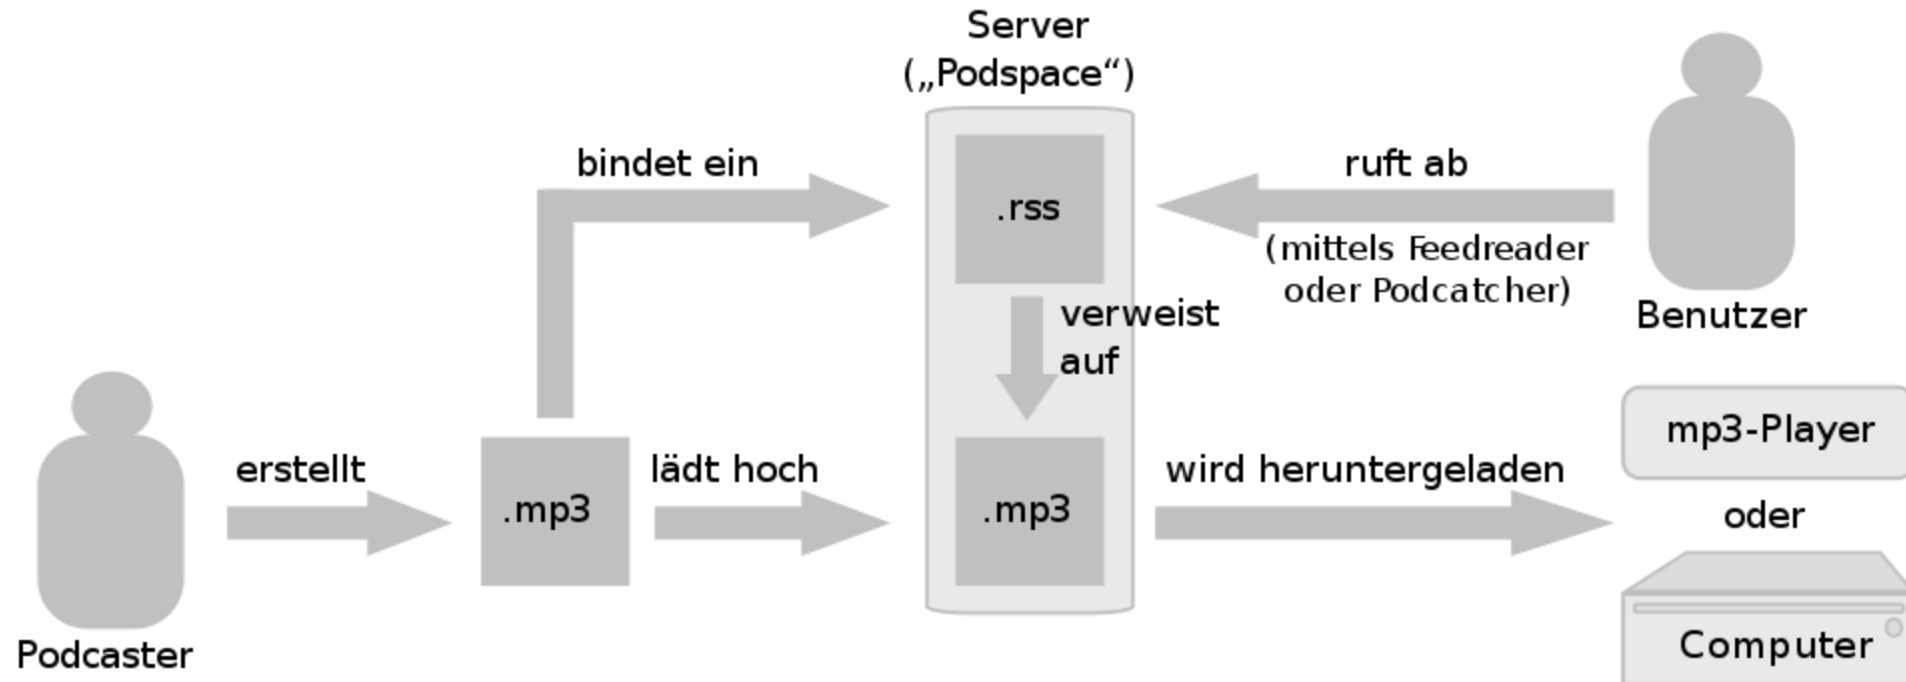 Server
(„Podspace“)
bindet ein
.rss
ruft ab
(mittels Feedreader
oder Podcatcher)
Benutzer
verweist
auf
erstellt
.mp3
lädt hoch
.mp3
wird heruntergeladen
mp3-Player
oder
Computer
Podcaster